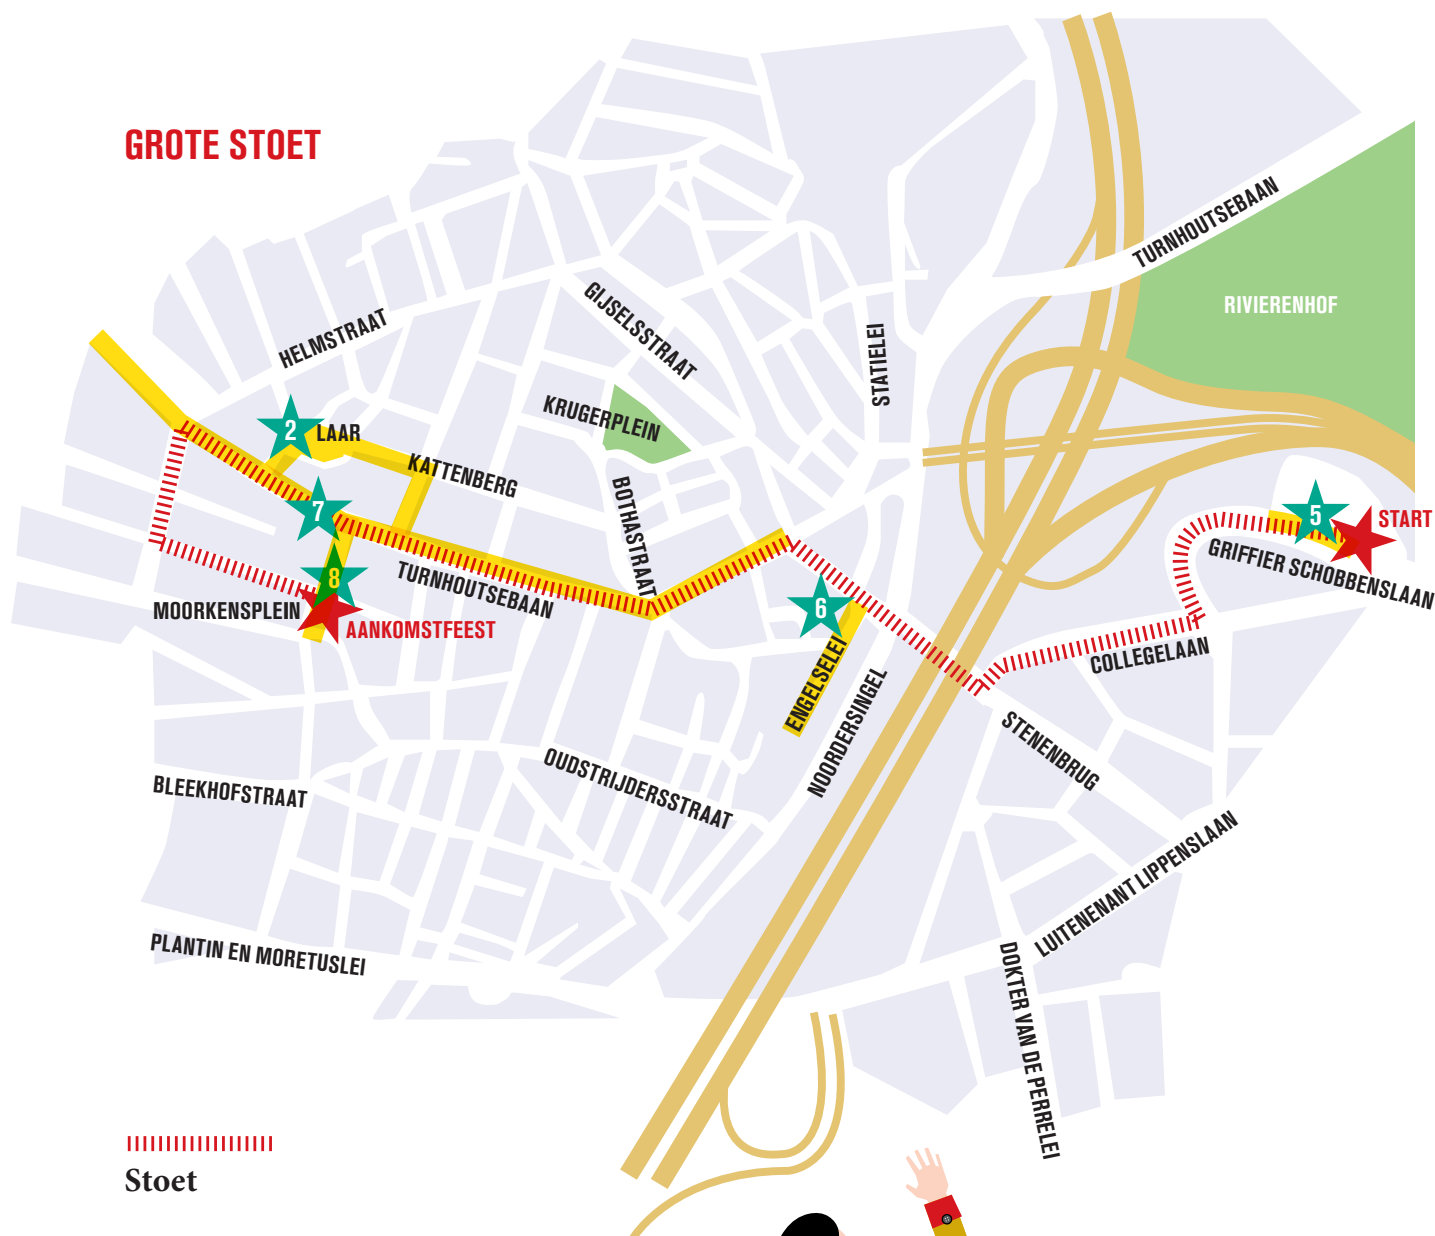 GROTE STOET
TURNHOUTSEBAAN
RIVIERENHOF
HELMSTRAAT
GIJSELSSTRAAT
STATIELEI
KRUGERPLEIN
2
LAAR
KATTENBERG
BOTHASTRAAT
7
5
START
GRIFFIER SCHOBBENSLAAN
8
TURNHOUTSEBAAN
6
MOORKENSPLEIN
AANKOMSTFEEST
ENGELSELEI
COLLEGELAAN
NOORDERSINGEL
STENENBRUG
BLEEKHOFSTRAAT
OUDSTRIJDERSSTRAAT
LUITENENANT LIPPENSLAAN
PLANTIN EN MORETUSLEI
DOKTER VAN DE PERRELEI
Stoet